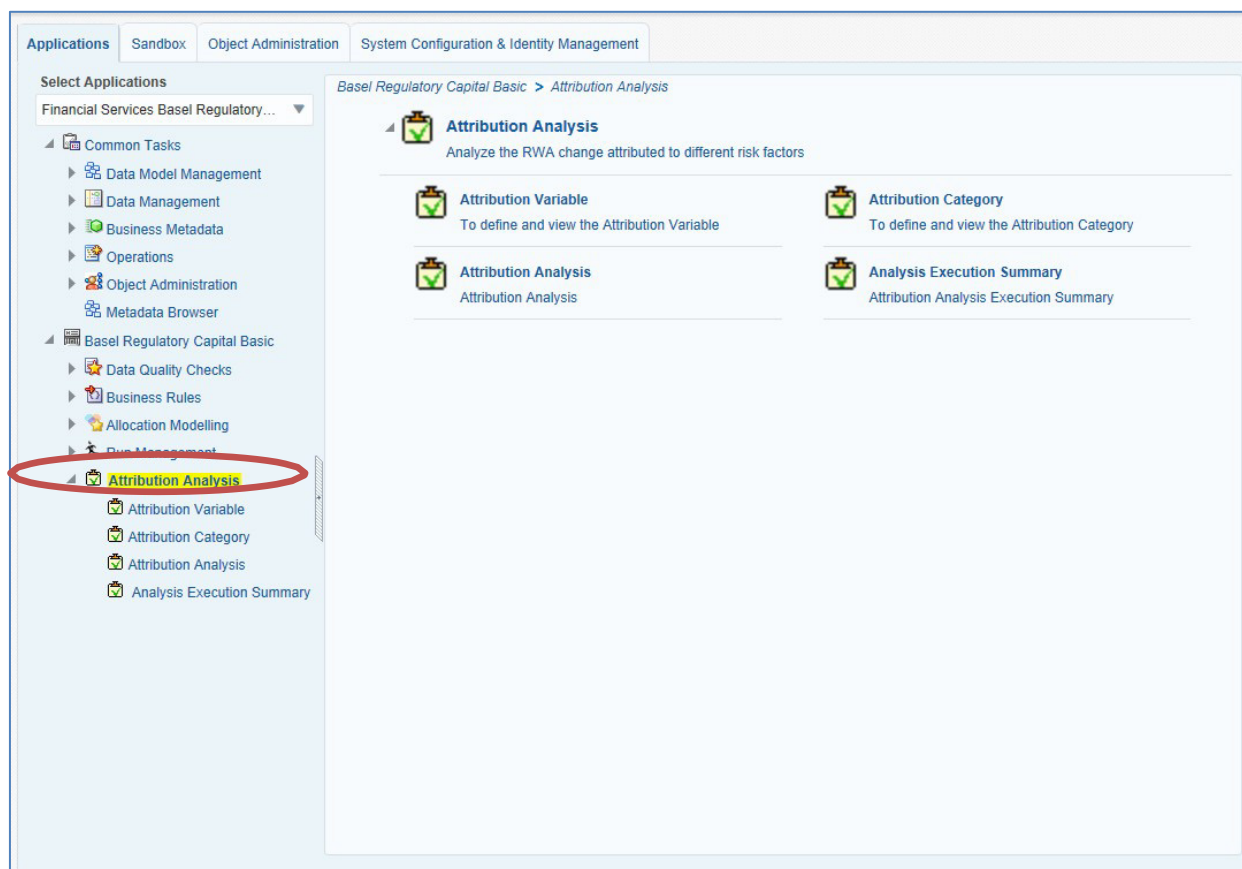 Applications Sandbox Object Administration System Configuration & Identity Management
Select Applications
Financial Services Basel Regulatory...
Common Tasks
Data Model Management
Data Management
Business Metadata
Operations
Object Administration
Metadata Browser
Basel Regulatory Capital Basic
Data Quality Checks
Business Rules
Allocation Modelling
Run Management
Attribution Analysis
Attribution Variable
Attribution Category
Attribution Analysis
Analysis Execution Summary
Basel Regulatory Capital Basic > Attribution Analysis
Attribution Analysis
Analyze the RWA change attributed to different risk factors
Attribution Variable
To define and view the Attribution Variable
Attribution Category
To define and view the Attribution Category
Attribution Analysis
Attribution Analysis
Analysis Execution Summary
Attribution Analysis Execution Summary